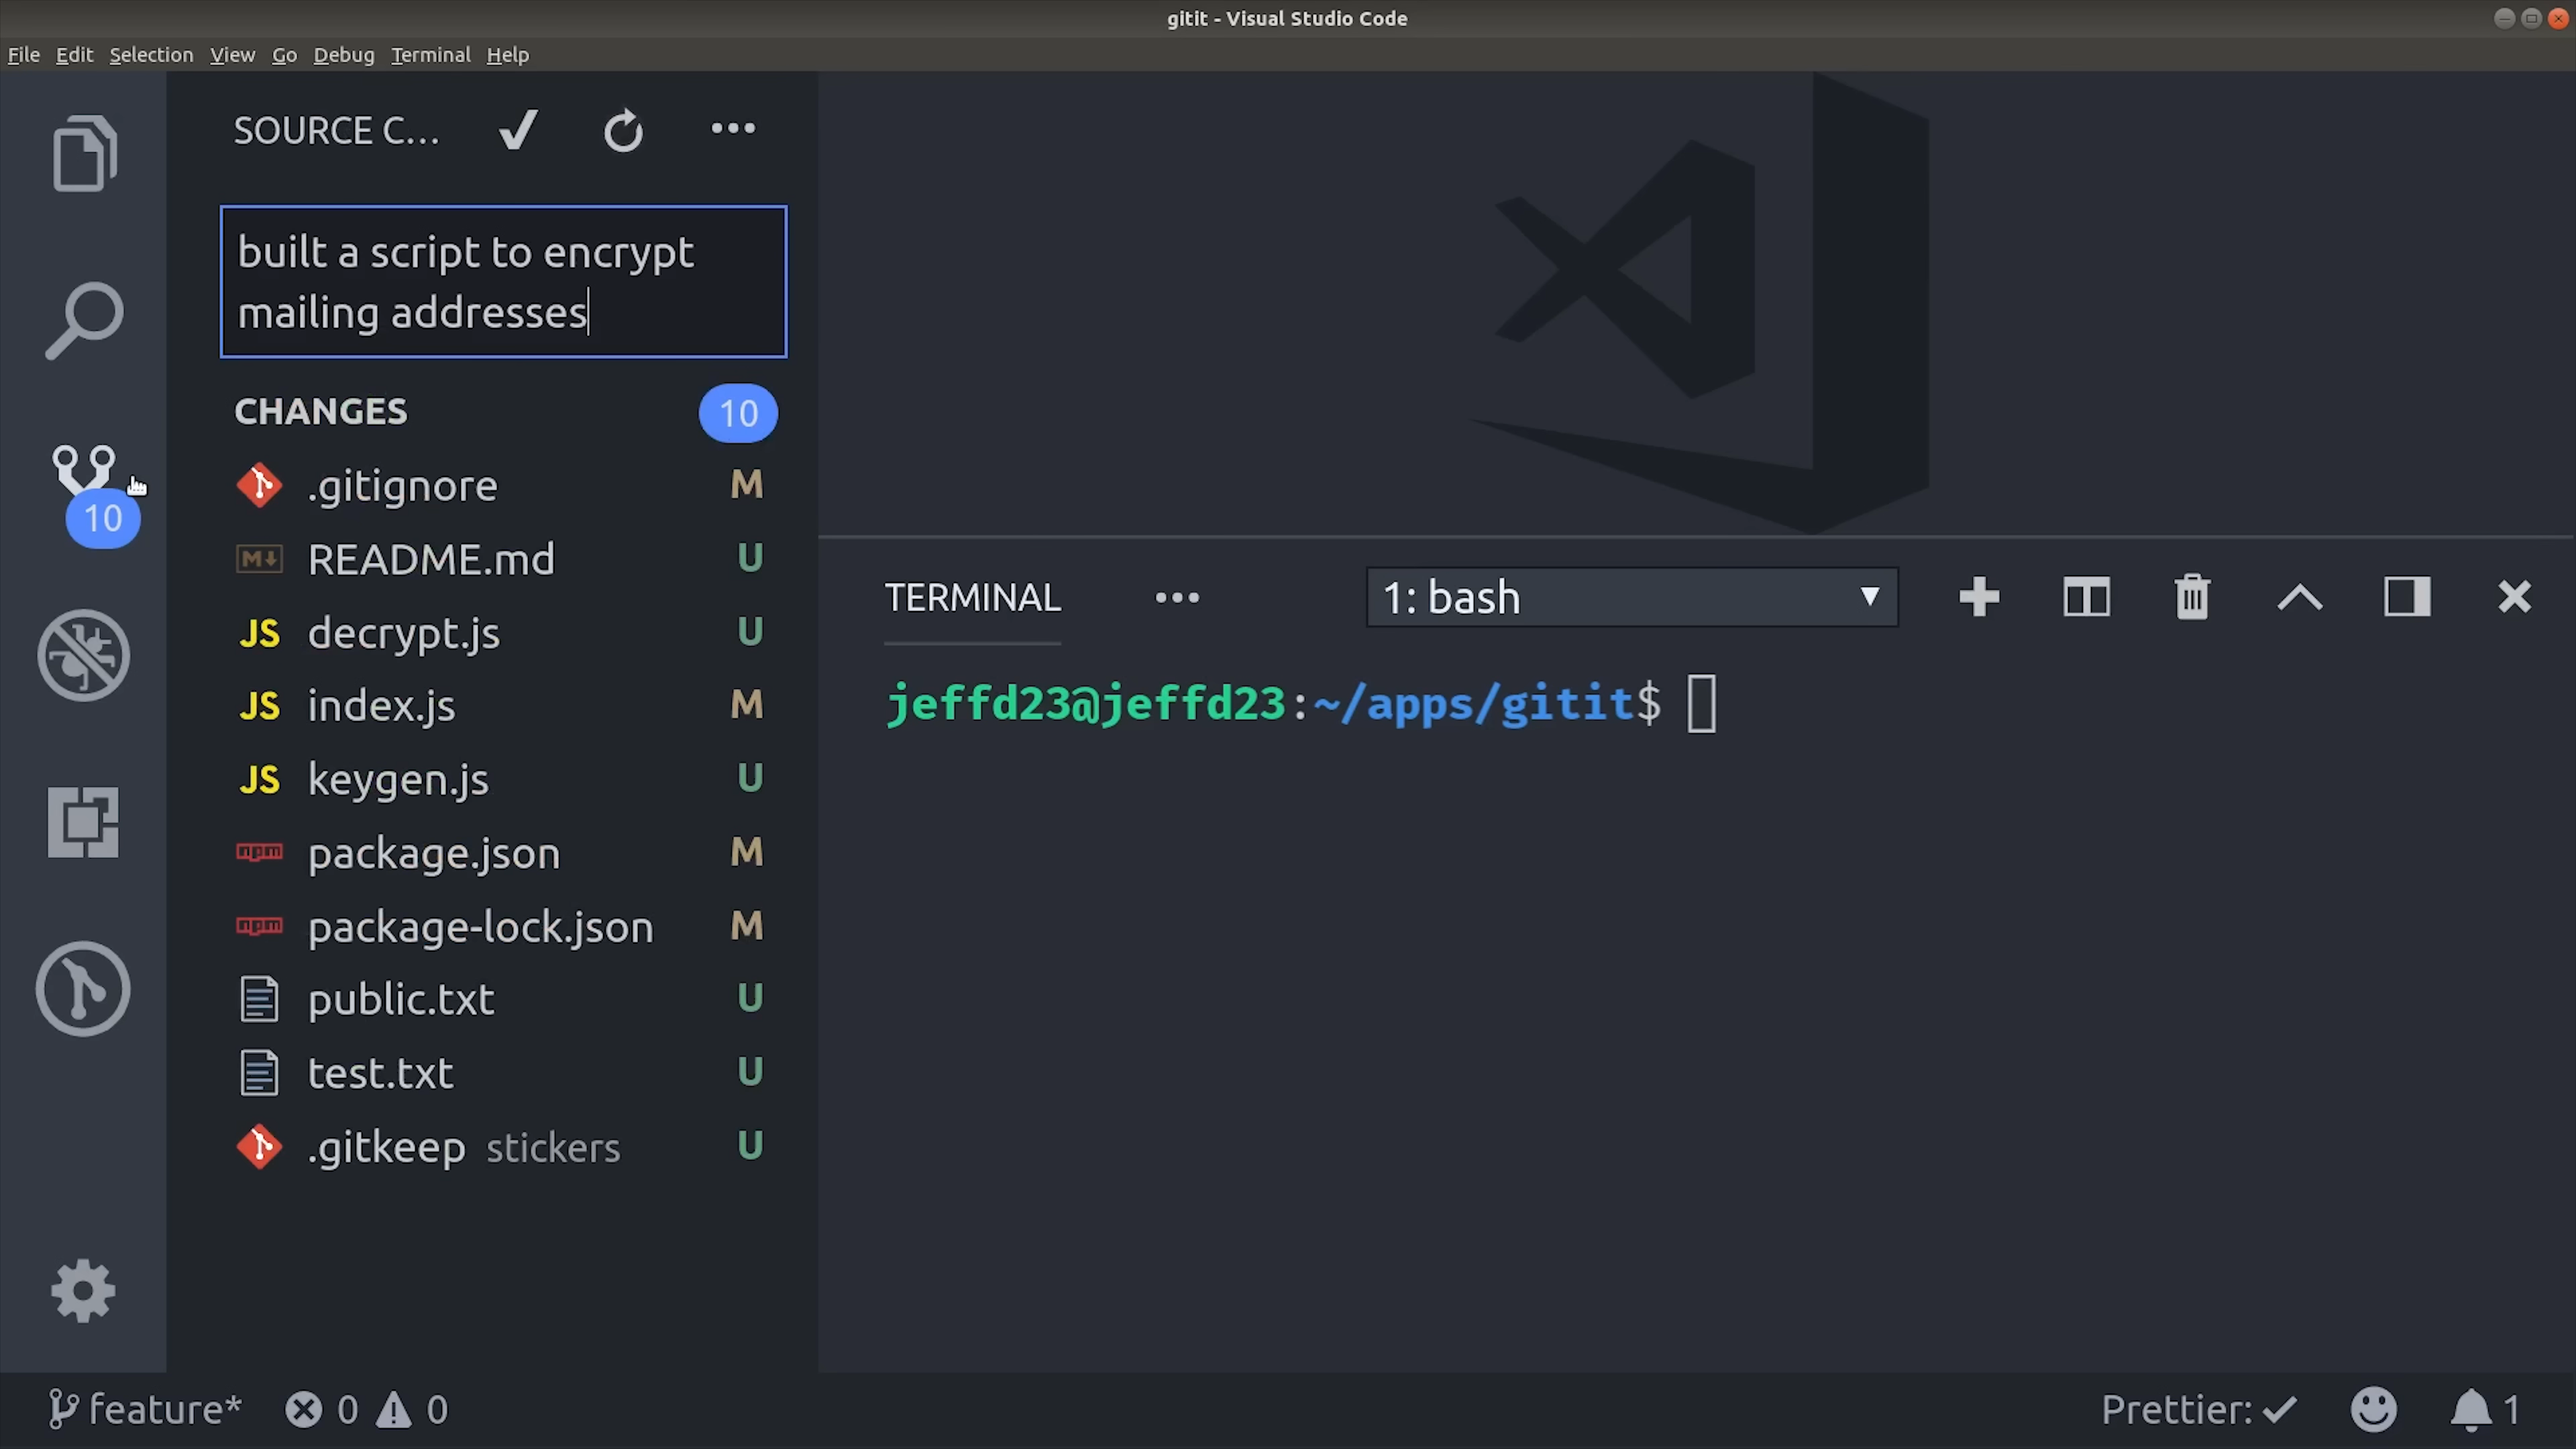 gitit - Visual Studio Code
File Edit Selection View Go Debug Terminal Help
SOURCE C...
built a script to encrypt
mailing addresses
CHANGES 10
.gitignore M
10
M README.md U
JS decrypt.js U
JS index.js M
JS keygen.js U
npm package.json M
npm package-lock.json M
public.txt U
test.txt U
.gitkeep stickers U
TERMINAL 1: bash
jeffd23@jeffd23:~/apps/gitit$
feature* 0 0 Prettier: 1